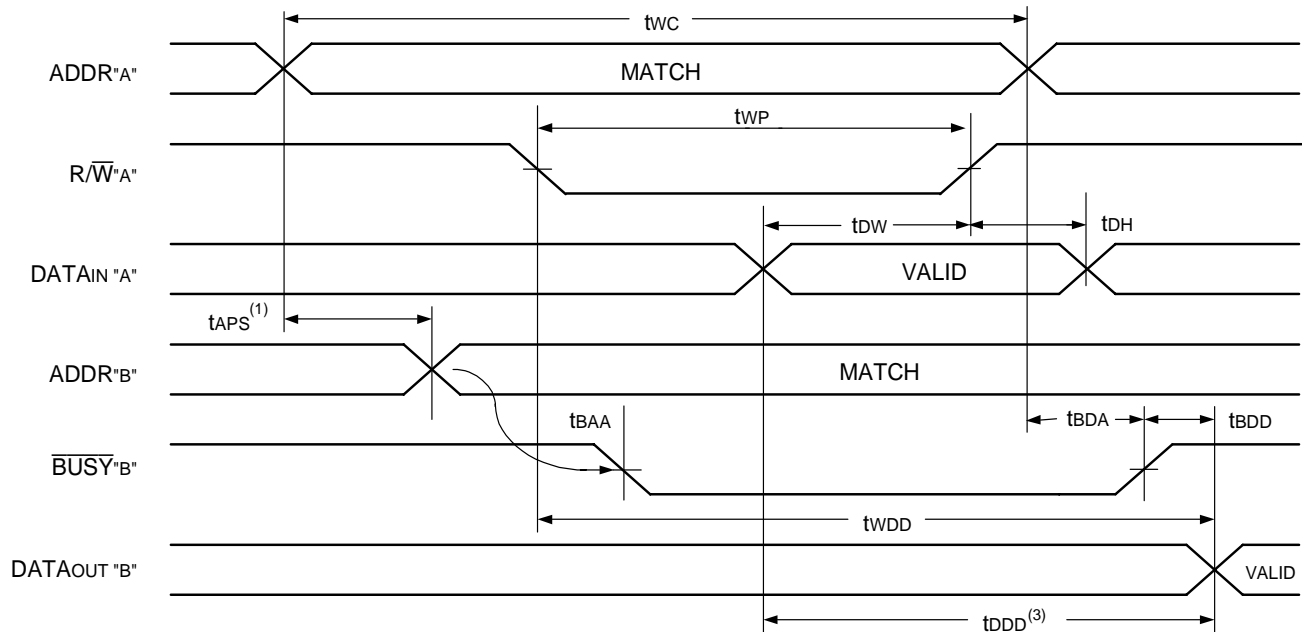 tWC
ADDR"A"
MATCH
tWP
R/W̅"A"
tDW
tDH
DATAIN "A"
VALID
tAPS(1)
ADDR"B"
MATCH
tBAA
tBDA
tBDD
B̅U̅S̅Y̅"B"
tWDD
DATAOUT "B"
VALID
tDDD(3)